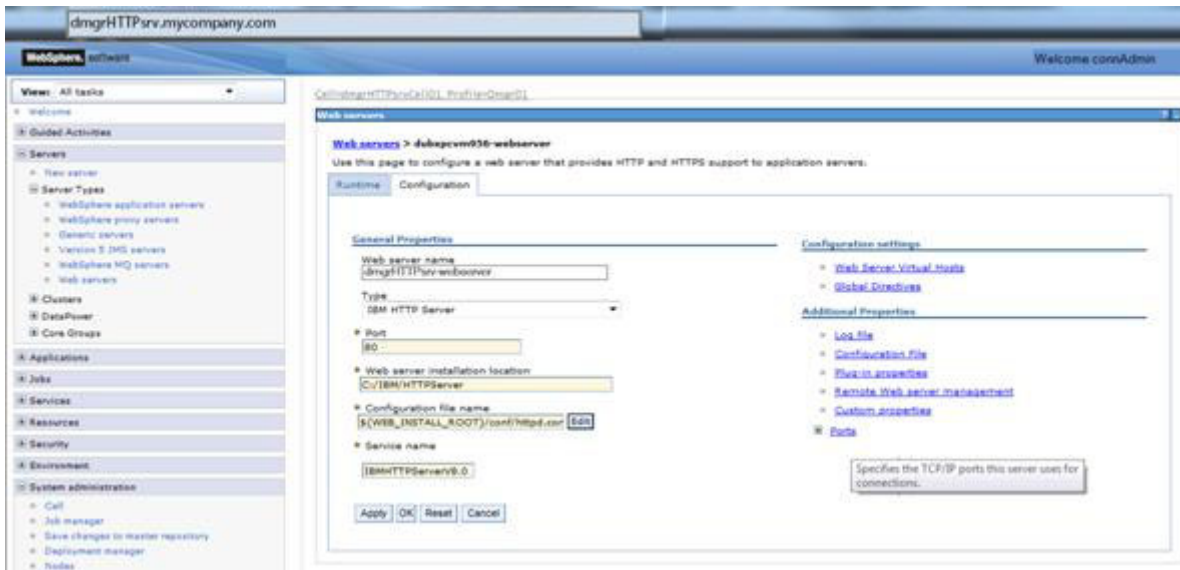 dmgrHTTPsrv.mycompany.com
WebSphere. software
Welcome connAdmin
View: All tasks
Welcome
Guided Activities
Servers
New server
Server Types
WebSphere application servers
WebSphere proxy servers
Generic servers
Version 5 JMS servers
WebSphere MQ servers
Web servers
Clusters
DataPower
Core Groups
Applications
Jobs
Services
Resources
Security
Environment
System administration
Cell
Job manager
Save changes to master repository
Deployment manager
Nodes
Cell=dmgrHTTPsrvCell01, Profile=Dmgr01
Web servers
Web servers > dubxpcvm936-webserver
Use this page to configure a web server that provides HTTP and HTTPS support to application servers.
Runtime Configuration
General Properties
Web server name
dmgrHTTPsrv-webserver
Type
IBM HTTP Server
* Port
80
* Web server installation location
C:/IBM/HTTPServer
* Configuration file name
${WEB_INSTALL_ROOT}/conf/httpd.con Edit
* Service name
IBMHTTPServerV8.0
Apply OK Reset Cancel
Configuration settings
Web Server Virtual Hosts
Global Directives
Additional Properties
Log file
Configuration File
Plug-in properties
Remote Web server management
Custom properties
Ports
Specifies the TCP/IP ports this server uses for
connections.